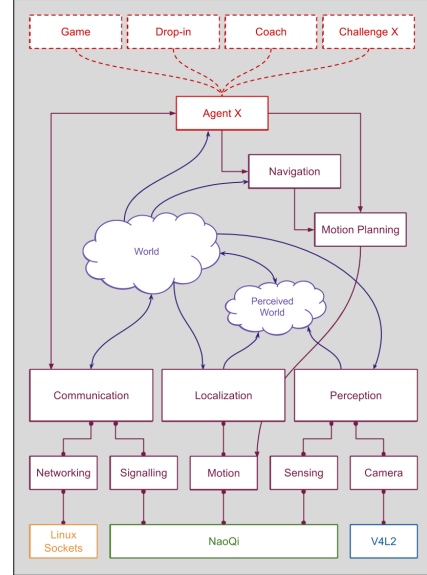 Game
Drop-in
Coach
Challenge X
Agent X
Navigation
Motion Planning
World
Perceived
World
Communication
Localization
Perception
Networking
Signalling
Motion
Sensing
Camera
Linux
Sockets
NaoQi
V4L2